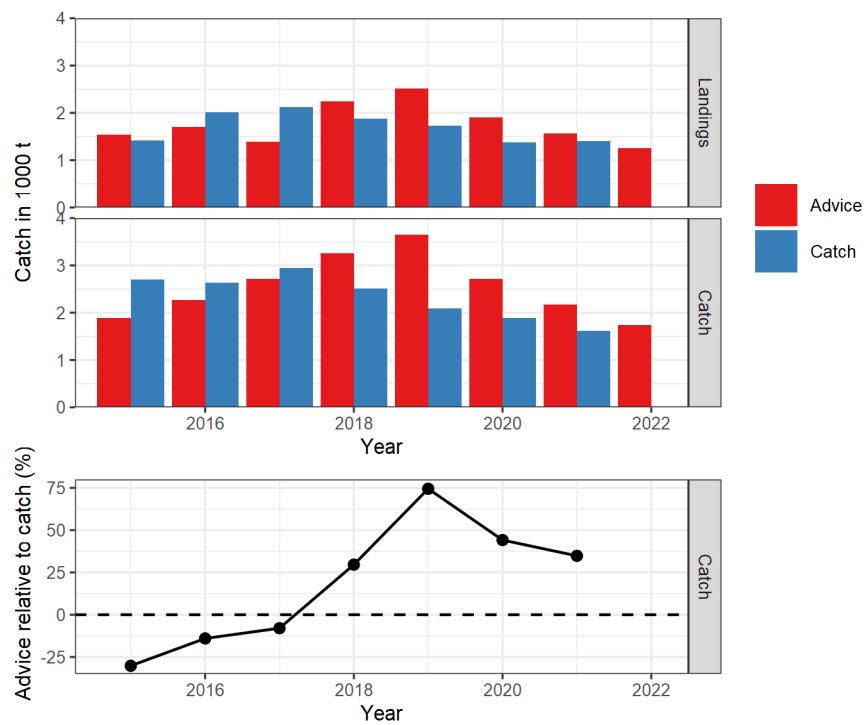 4
3
2
1
0
Landings
Catch in 1000 t
4
3
2
1
0
Catch
2016
2018
2020
2022
Year
Advice
Catch
Advice relative to catch (%)
75
50
25
0
-25
Catch
2016
2018
2020
2022
Year